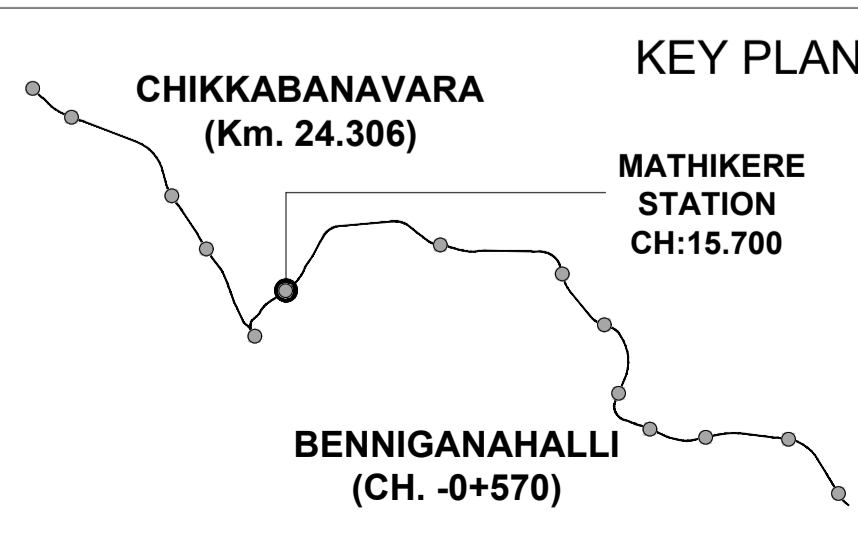 KEY PLAN
CHIKKABANAVARA
(Km. 24.306)
MATHIKERE
STATION
CH:15.700
BENNIGANAHALLI
(CH. -0+570)